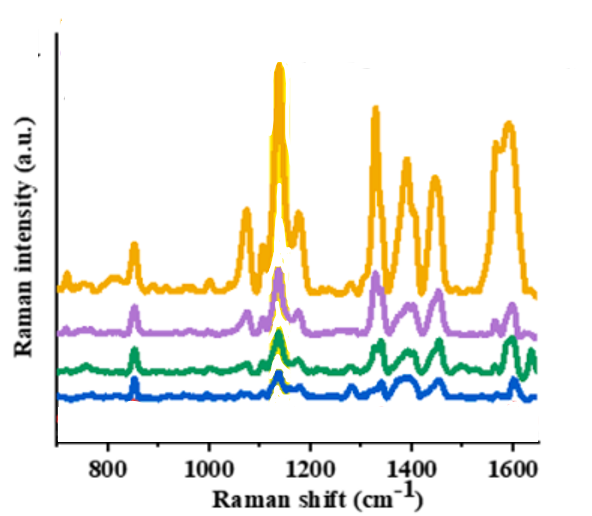 Raman intensity (a.u.)
800 1000 1200 1400 1600
Raman shift (cm⁻¹)